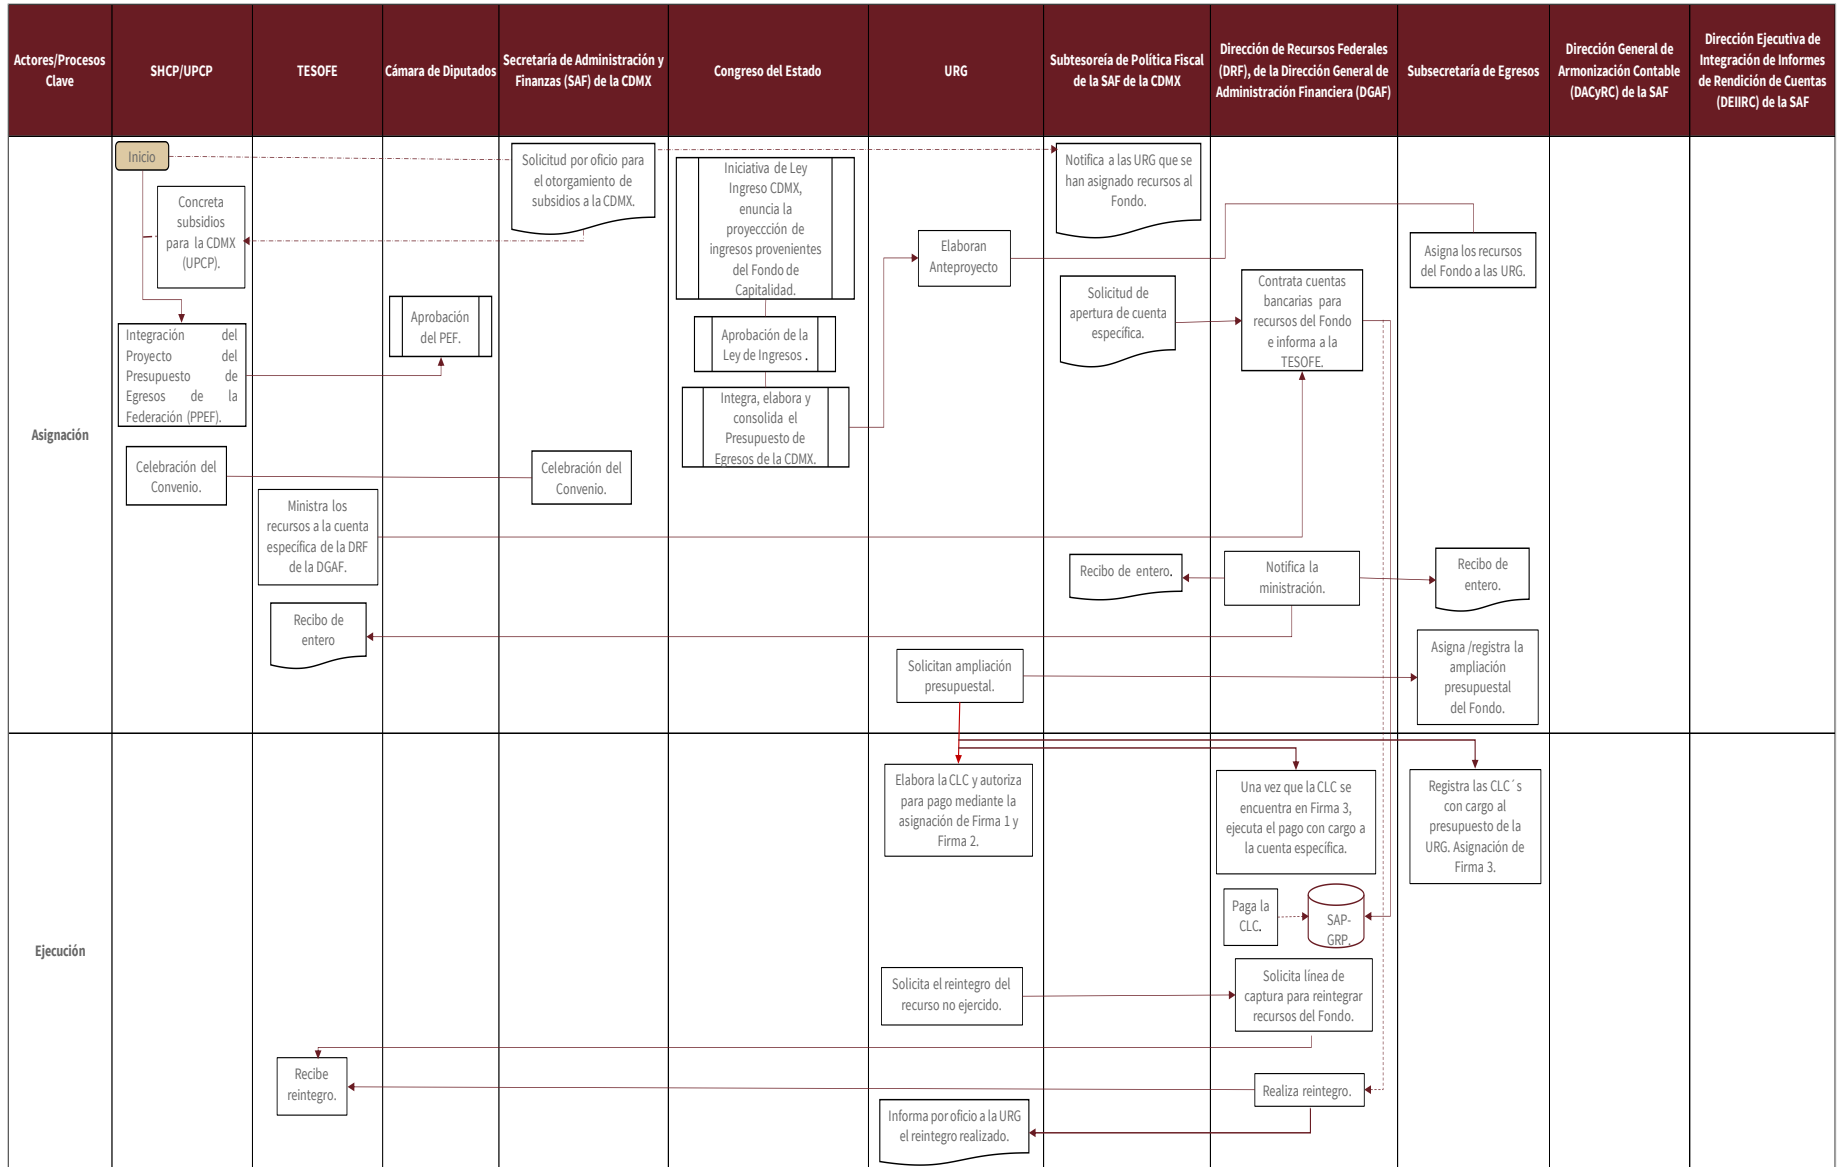 Actores/Procesos
Clave
SHCP/UPCP
TESOFE
Cámara de Diputados
Secretaría de Administración y
Finanzas (SAF) de la CDMX
Congreso del Estado
URG
Subtesoreía de Política Fiscal
de la SAF de la CDMX
Dirección de Recursos Federales
(DRF), de la Dirección General de
Administración Financiera (DGAF)
Subsecretaría de Egresos
Dirección General de
Armonización Contable
(DACyRC) de la SAF
Dirección Ejecutiva de
Integración de Informes
de Rendición de Cuentas
(DEIIRC) de la SAF
Asignación
Inicio
Concreta
subsidios
para la CDMX
(UPCP).
Integración del
Proyecto del
Presupuesto de
Egresos de la
Federación (PPEF).
Celebración del
Convenio.
Ministra los
recursos a la cuenta
específica de la DRF
de la DGAF.
Recibo de
entero
Aprobación
del PEF.
Solicitud por oficio para
el otorgamiento de
subsidios a la CDMX.
Celebración del
Convenio.
Iniciativa de Ley
Ingreso CDMX,
enuncia la
proyeccción de
ingresos provenientes
del Fondo de
Capitalidad.
Aprobación de la
Ley de Ingresos .
Integra, elabora y
consolida el
Presupuesto de
Egresos de la CDMX.
Elaboran
Anteproyecto
Solicitan ampliación
presupuestal.
Notifica a las URG que se
han asignado recursos al
Fondo.
Solicitud de
apertura de cuenta
específica.
Recibo de entero.
Contrata cuentas
bancarias para
recursos del Fondo
e informa a la
TESOFE.
Notifica la
ministración.
Asigna los recursos
del Fondo a las URG.
Recibo de
entero.
Asigna /registra la
ampliación
presupuestal
del Fondo.
Ejecución
Elabora la CLC y autoriza
para pago mediante la
asignación de Firma 1 y
Firma 2.
Una vez que la CLC se
encuentra en Firma 3,
ejecuta el pago con cargo a
la cuenta específica.
Registra las CLC´s
con cargo al
presupuesto de la
URG. Asignación de
Firma 3.
Paga la
CLC.
SAP-
GRP.
Solicita el reintegro del
recurso no ejercido.
Solicita línea de
captura para reintegrar
recursos del Fondo.
Recibe
reintegro.
Realiza reintegro.
Informa por oficio a la URG
el reintegro realizado.